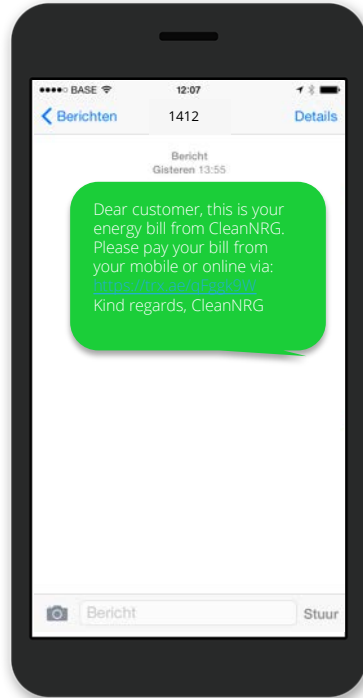 BASE 12:07
Berichten 1412 Details
Bericht
Gisteren 13:55
Dear customer, this is your
energy bill from CleanNRG.
Please pay your bill from
your mobile or online via:
Kind regards, CleanNRG
Bericht Stuur